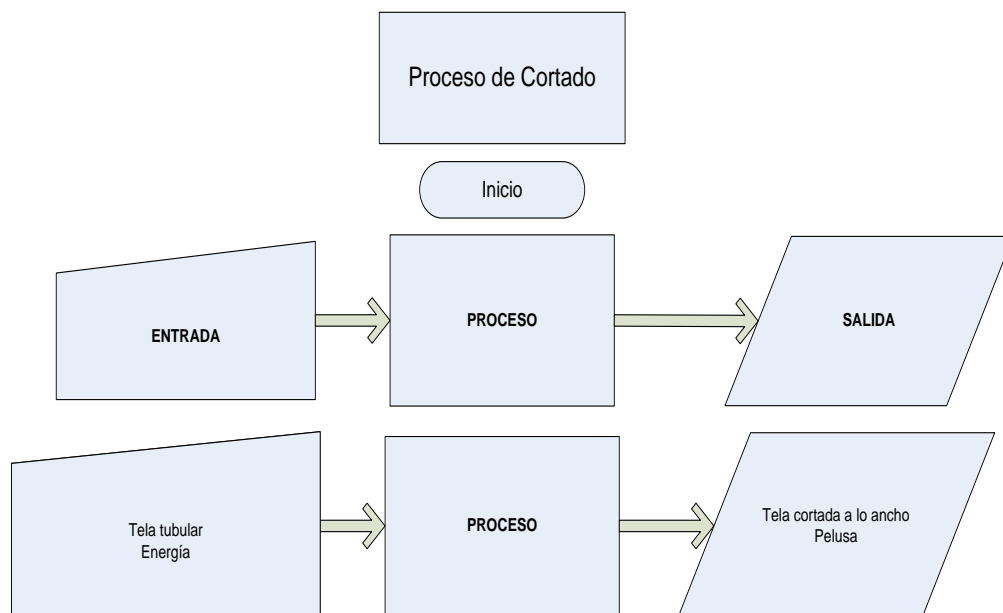 Proceso de Cortado
Inicio
ENTRADA
PROCESO
SALIDA
Tela tubular
Energía
PROCESO
Tela cortada a lo ancho
Pelusa